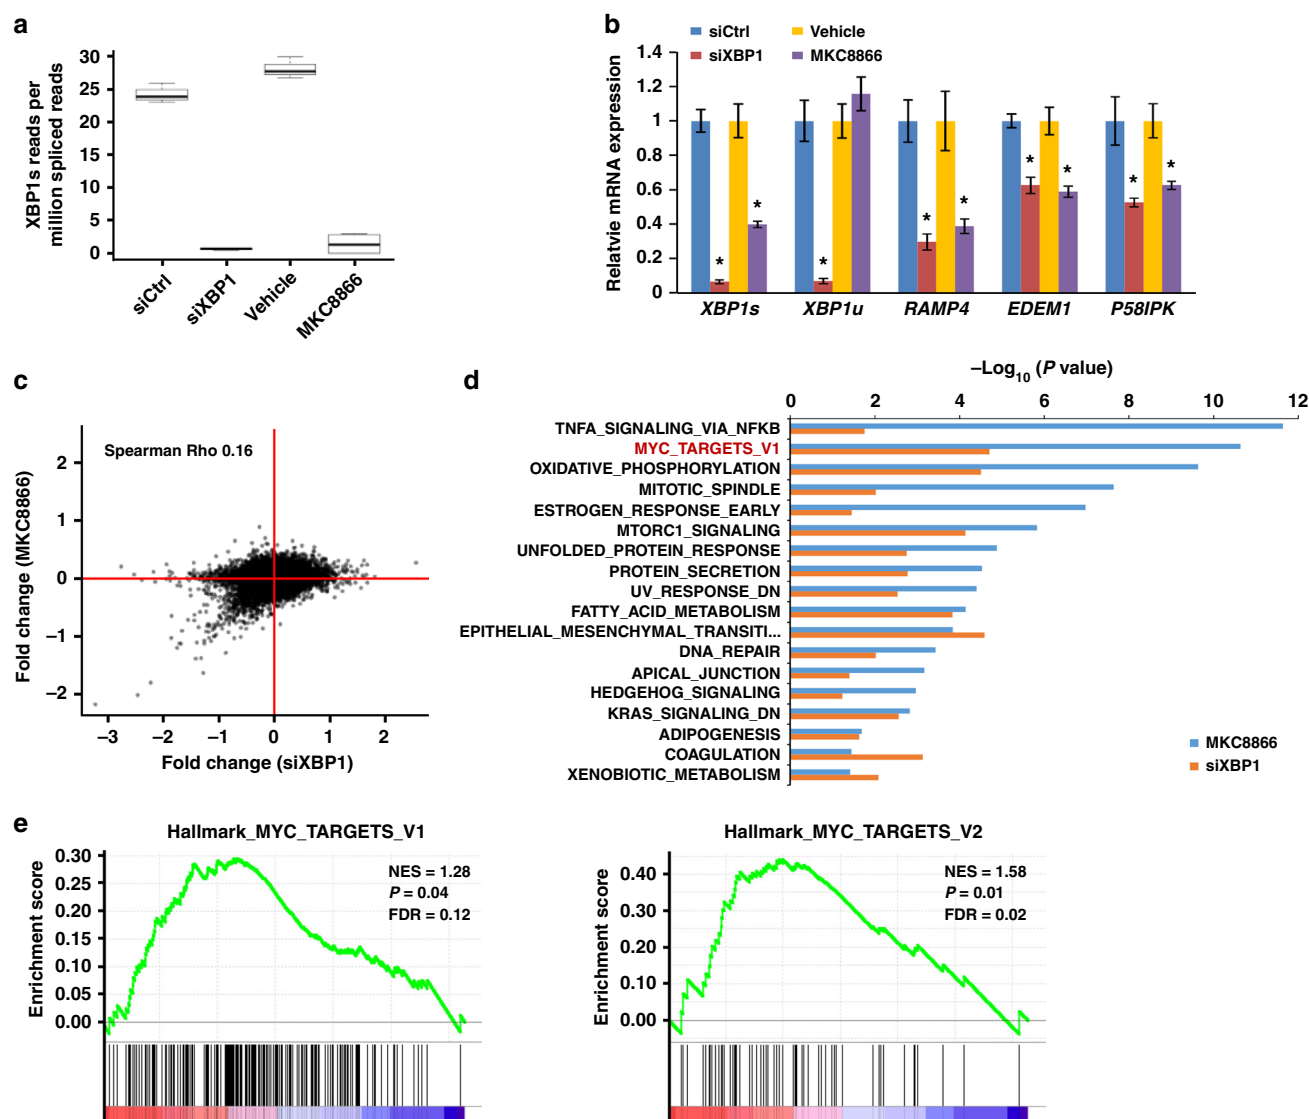 a
XBP1s reads per
million spliced reads
30
25
20
15
10
5
0
siCtrl
siXBP1
Vehicle
MKC8866
b
siCtrl
Vehicle
siXBP1
MKC8866
Relatvie mRNA expression
1.4
1.2
1
0.8
0.6
0.4
0.2
0
* * * * * * * * *
XBP1s XBP1u RAMP4 EDEM1 P58IPK
c
Spearman Rho 0.16
Fold change (MKC8866)
2
1
0
–1
–2
–3 –2 –1 0 1 2
Fold change (siXBP1)
d
–Log10 (P value)
0 2 4 6 8 10 12
TNFA_SIGNALING_VIA_NFKB
MYC_TARGETS_V1
OXIDATIVE_PHOSPHORYLATION
MITOTIC_SPINDLE
ESTROGEN_RESPONSE_EARLY
MTORC1_SIGNALING
UNFOLDED_PROTEIN_RESPONSE
PROTEIN_SECRETION
UV_RESPONSE_DN
FATTY_ACID_METABOLISM
EPITHELIAL_MESENCHYMAL_TRANSITI...
DNA_REPAIR
APICAL_JUNCTION
HEDGEHOG_SIGNALING
KRAS_SIGNALING_DN
ADIPOGENESIS
COAGULATION
XENOBIOTIC_METABOLISM
MKC8866
siXBP1
e
Hallmark_MYC_TARGETS_V1
Enrichment score
0.30
0.25
0.20
0.15
0.10
0.05
0.00
NES = 1.28
P = 0.04
FDR = 0.12
Hallmark_MYC_TARGETS_V2
Enrichment score
0.40
0.30
0.20
0.10
0.00
NES = 1.58
P = 0.01
FDR = 0.02